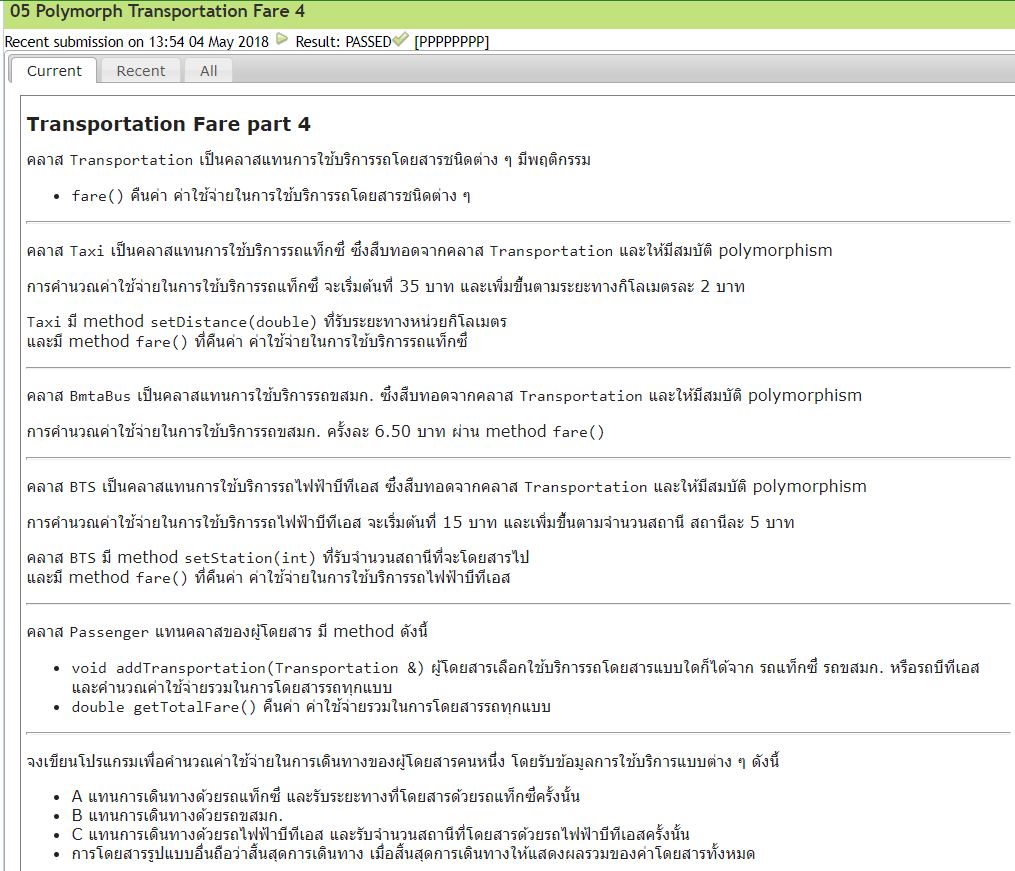 05 Polymorph Transportation Fare 4
Recent submission on 13:54 04 May 2018 Result: PASSED [PPPPPPPP]
Current Recent All
Transportation Fare part 4
คลาส Transportation เป็นคลาสแทนการใช้บริการรถโดยสารชนิดต่าง ๆ มีพฤติกรรม
• fare() คืนค่า ค่าใช้จ่ายในการใช้บริการรถโดยสารชนิดต่าง ๆ
คลาส Taxi เป็นคลาสแทนการใช้บริการรถแท็กซี่ ซึ่งสืบทอดจากคลาส Transportation และให้มีสมบัติ polymorphism
การคำนวณค่าใช้จ่ายในการใช้บริการรถแท็กซี่ จะเริ่มต้นที่ 35 บาท และเพิ่มขึ้นตามระยะทางกิโลเมตรละ 2 บาท
Taxi มี method setDistance(double) ที่รับระยะทางหน่วยกิโลเมตร
และมี method fare() ที่คืนค่า ค่าใช้จ่ายในการใช้บริการรถแท็กซี่
คลาส BmtaBus เป็นคลาสแทนการใช้บริการรถขสมก. ซึ่งสืบทอดจากคลาส Transportation และให้มีสมบัติ polymorphism
การคำนวณค่าใช้จ่ายในการใช้บริการรถขสมก. ครั้งละ 6.50 บาท ผ่าน method fare()
คลาส BTS เป็นคลาสแทนการใช้บริการรถไฟฟ้าบีทีเอส ซึ่งสืบทอดจากคลาส Transportation และให้มีสมบัติ polymorphism
การคำนวณค่าใช้จ่ายในการใช้บริการรถไฟฟ้าบีทีเอส จะเริ่มต้นที่ 15 บาท และเพิ่มขึ้นตามจำนวนสถานี สถานีละ 5 บาท
คลาส BTS มี method setStation(int) ที่รับจำนวนสถานีที่จะโดยสารไป
และมี method fare() ที่คืนค่า ค่าใช้จ่ายในการใช้บริการรถไฟฟ้าบีทีเอส
คลาส Passenger แทนคลาสของผู้โดยสาร มี method ดังนี้
• void addTransportation(Transportation &) ผู้โดยสารเลือกใช้บริการรถโดยสารแบบใดก็ได้จาก รถแท็กซี่ รถขสมก. หรือรถบีทีเอส
และคำนวณค่าใช้จ่ายรวมในการโดยสารรถทุกแบบ
• double getTotalFare() คืนค่า ค่าใช้จ่ายรวมในการโดยสารรถทุกแบบ
จงเขียนโปรแกรมเพื่อคำนวณค่าใช้จ่ายในการเดินทางของผู้โดยสารคนหนึ่ง โดยรับข้อมูลการใช้บริการแบบต่าง ๆ ดังนี้
• A แทนการเดินทางด้วยรถแท็กซี่ และรับระยะทางที่โดยสารด้วยรถแท็กซี่ครั้งนั้น
• B แทนการเดินทางด้วยรถขสมก.
• C แทนการเดินทางด้วยรถไฟฟ้าบีทีเอส และรับจำนวนสถานีที่โดยสารด้วยรถไฟฟ้าบีทีเอสครั้งนั้น
• การโดยสารรูปแบบอื่นถือว่าสิ้นสุดการเดินทาง เมื่อสิ้นสุดการเดินทางให้แสดงผลรวมของค่าโดยสารทั้งหมด